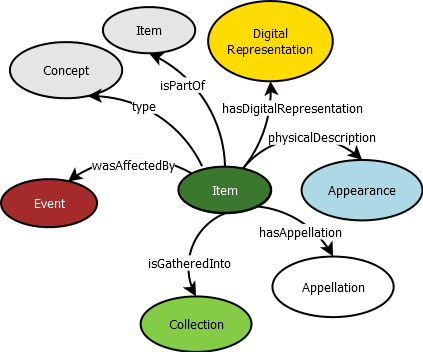 Item
Digital
Representation
Concept
isPartOf
type
hasDigitalRepresentation
physicalDescription
wasAffectedBy
Item
Appearance
Event
hasAppellation
isGatheredInto
Appellation
Collection